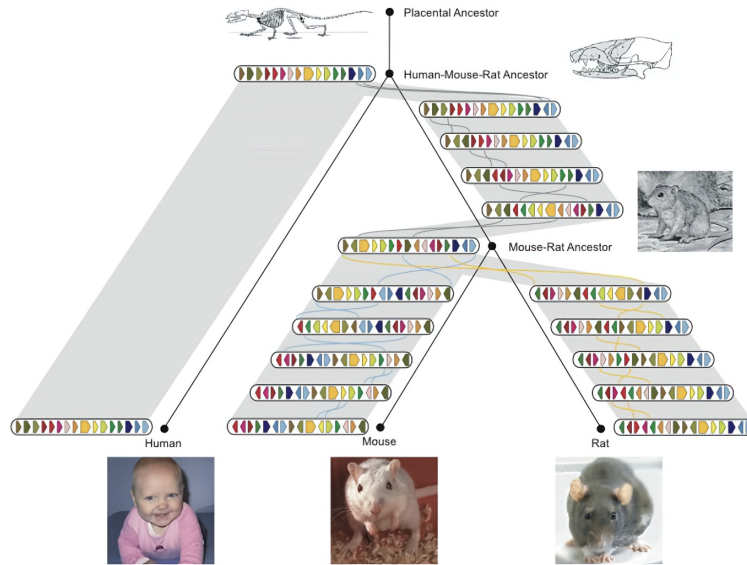 Placental Ancestor
Human-Mouse-Rat Ancestor
Mouse-Rat Ancestor
Human
Mouse
Rat